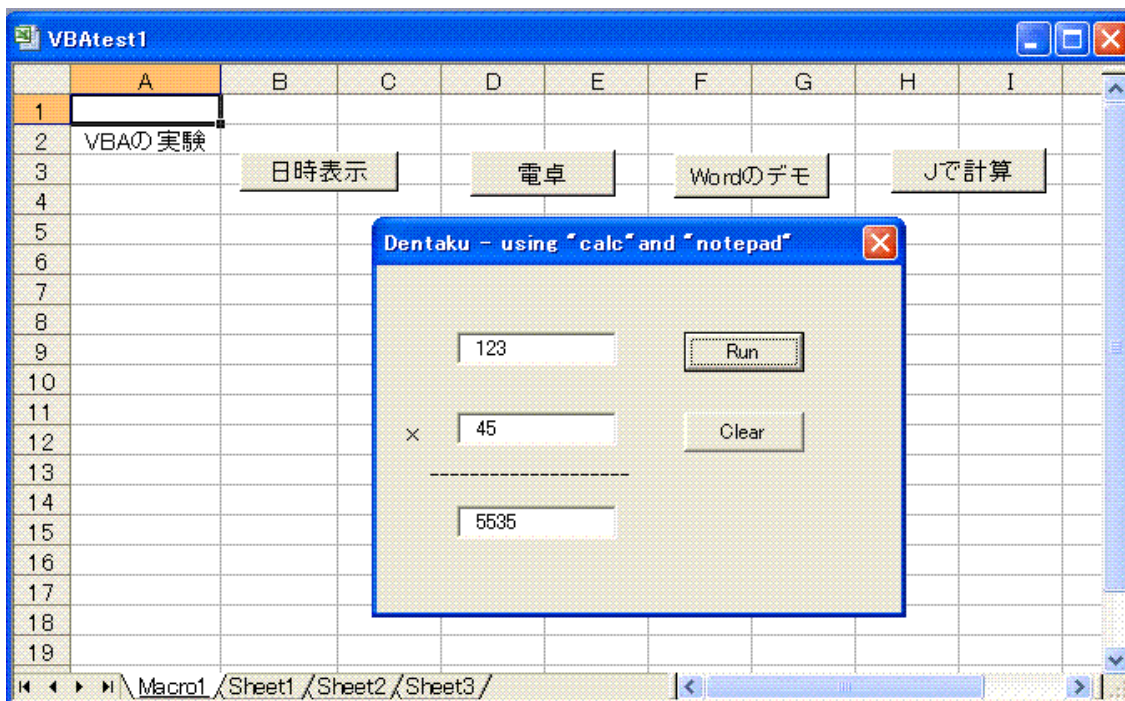 VBAtest1
A B C D E F G H I
1
2 VBAの実験
3 日時表示 電卓 Wordのデモ Jで計算
4
5
Dentaku - using "calc"and "notepad"
6
7
8
9 123 Run
10
11
12 × 45 Clear
13 --------------------
14
15 5535
16
17
18
19
Macro1 Sheet1 Sheet2 Sheet3